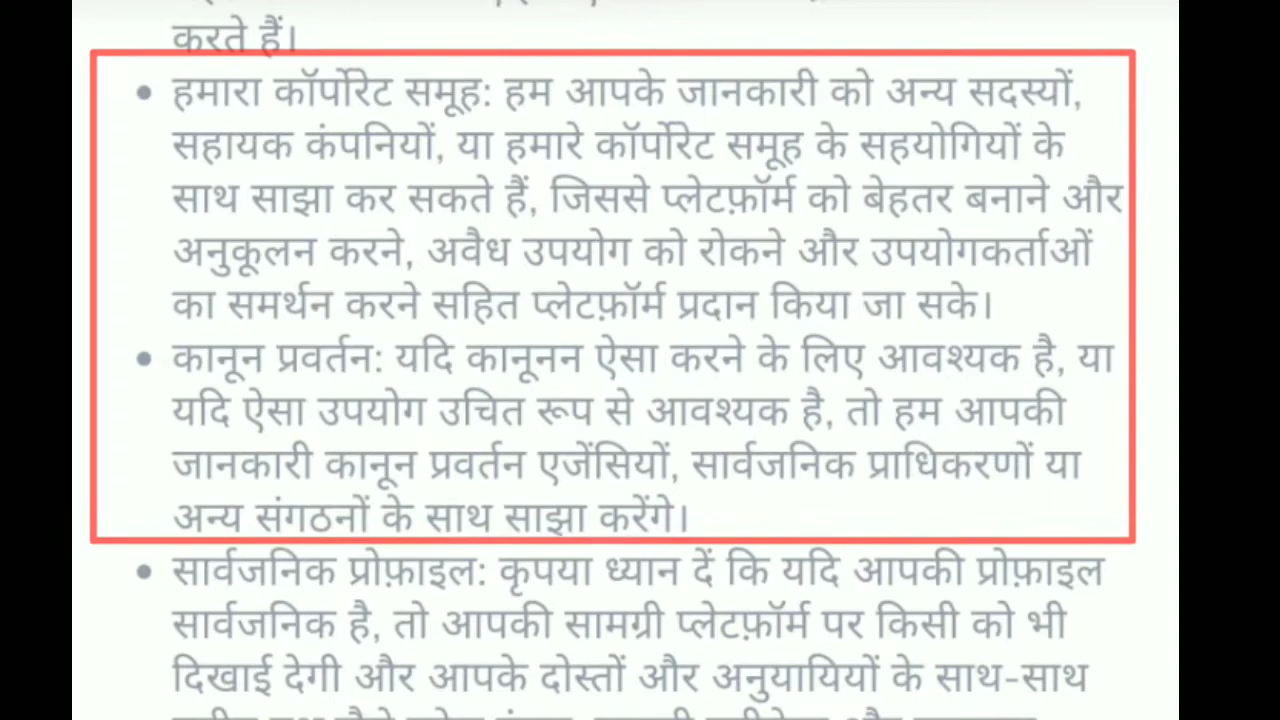 करते हैं।
• हमारा कॉर्पोरेट समूह: हम आपके जानकारी को अन्य सदस्यों,
सहायक कंपनियों, या हमारे कॉर्पोरेट समूह के सहयोगियों के
साथ साझा कर सकते हैं, जिससे प्लेटफ़ॉर्म को बेहतर बनाने और
अनुकूलन करने, अवैध उपयोग को रोकने और उपयोगकर्ताओं
का समर्थन करने सहित प्लेटफ़ॉर्म प्रदान किया जा सके।
• कानून प्रवर्तन: यदि कानूनन ऐसा करने के लिए आवश्यक है, या
यदि ऐसा उपयोग उचित रूप से आवश्यक है, तो हम आपकी
जानकारी कानून प्रवर्तन एजेंसियों, सार्वजनिक प्राधिकरणों या
अन्य संगठनों के साथ साझा करेंगे।
• सार्वजनिक प्रोफ़ाइल: कृपया ध्यान दें कि यदि आपकी प्रोफ़ाइल
सार्वजनिक है, तो आपकी सामग्री प्लेटफ़ॉर्म पर किसी को भी
दिखाई देगी और आपके दोस्तों और अनुयायियों के साथ-साथ